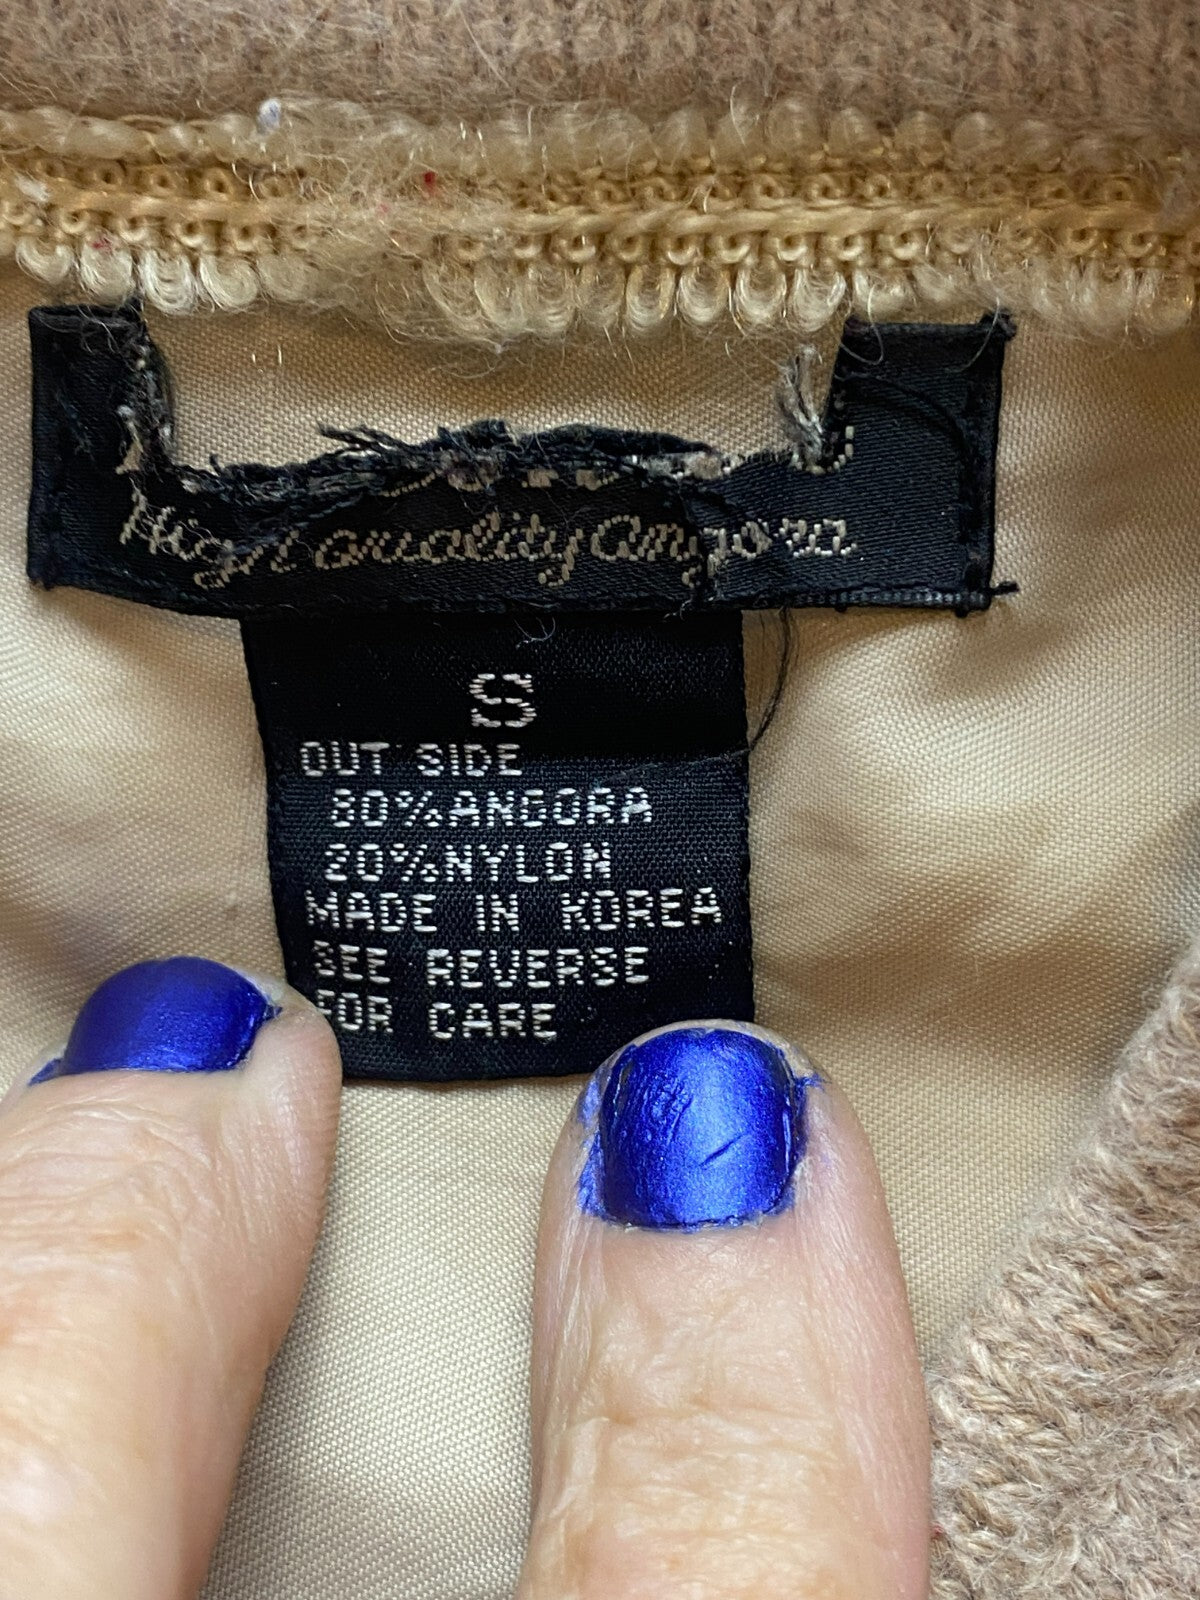 High quality Angora
S
OUT SIDE
80%ANGORA
20%NYLON
MADE IN KOREA
SEE REVERSE
FOR CARE